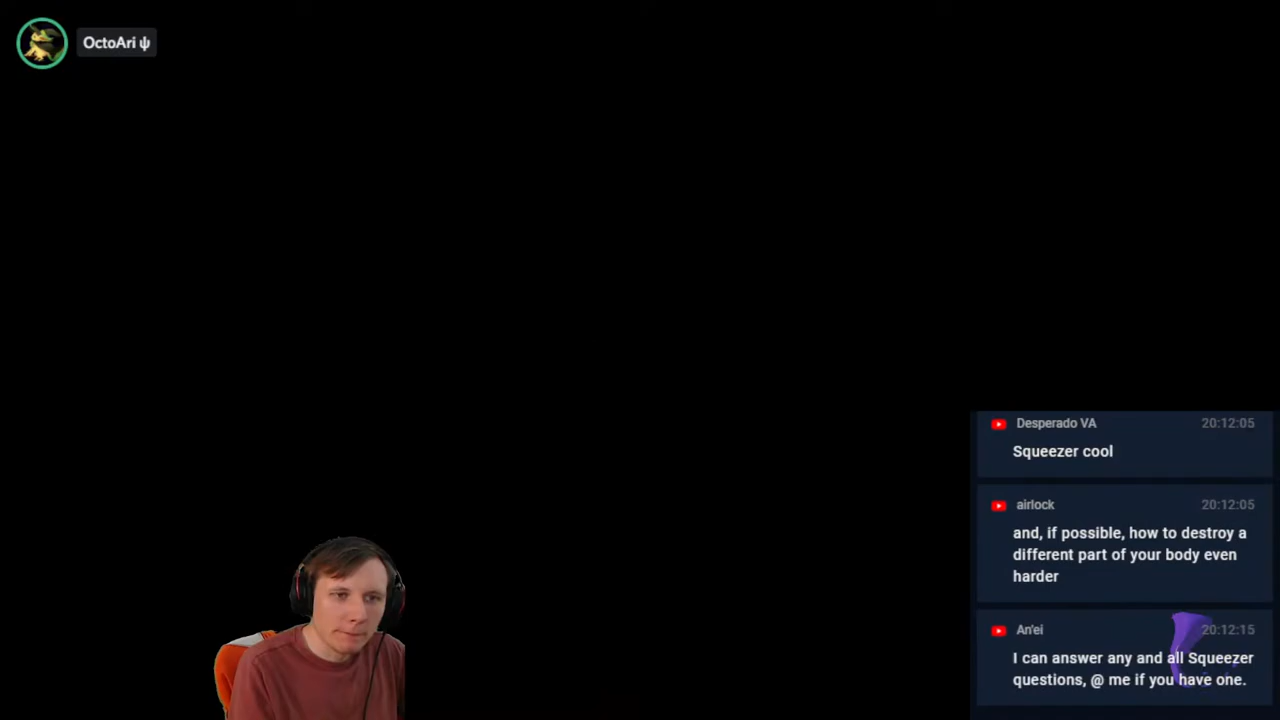 OctoAri ψ
Desperado VA 20:12:05
Squeezer cool
airlock 20:12:05
and, if possible, how to destroy a
different part of your body even
harder
An'ei 20:12:15
I can answer any and all Squeezer
questions, @ me if you have one.